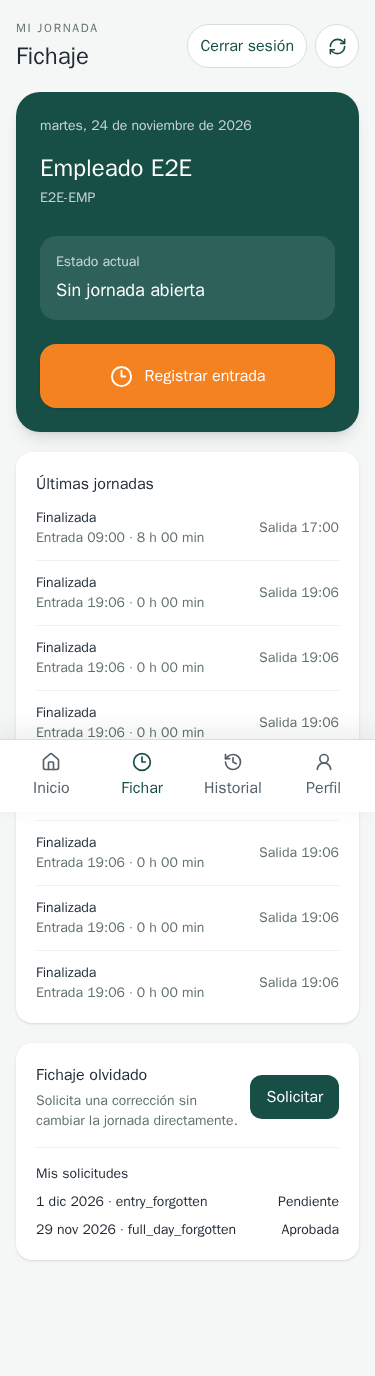 MI JORNADA
Fichaje
Cerrar sesión
martes, 24 de noviembre de 2026
Empleado E2E
E2E-EMP
Estado actual
Sin jornada abierta
Registrar entrada
Últimas jornadas
Finalizada
Entrada 09:00 · 8 h 00 min
Salida 17:00
Finalizada
Entrada 19:06 · 0 h 00 min
Salida 19:06
Finalizada
Entrada 19:06 · 0 h 00 min
Salida 19:06
Finalizada
Entrada 19:06 · 0 h 00 min
Salida 19:06
Inicio
Fichar
Historial
Perfil
Finalizada
Entrada 19:06 · 0 h 00 min
Salida 19:06
Finalizada
Entrada 19:06 · 0 h 00 min
Salida 19:06
Finalizada
Entrada 19:06 · 0 h 00 min
Salida 19:06
Fichaje olvidado
Solicita una corrección sin
cambiar la jornada directamente.
Solicitar
Mis solicitudes
1 dic 2026 · entry_forgotten
Pendiente
29 nov 2026 · full_day_forgotten
Aprobada